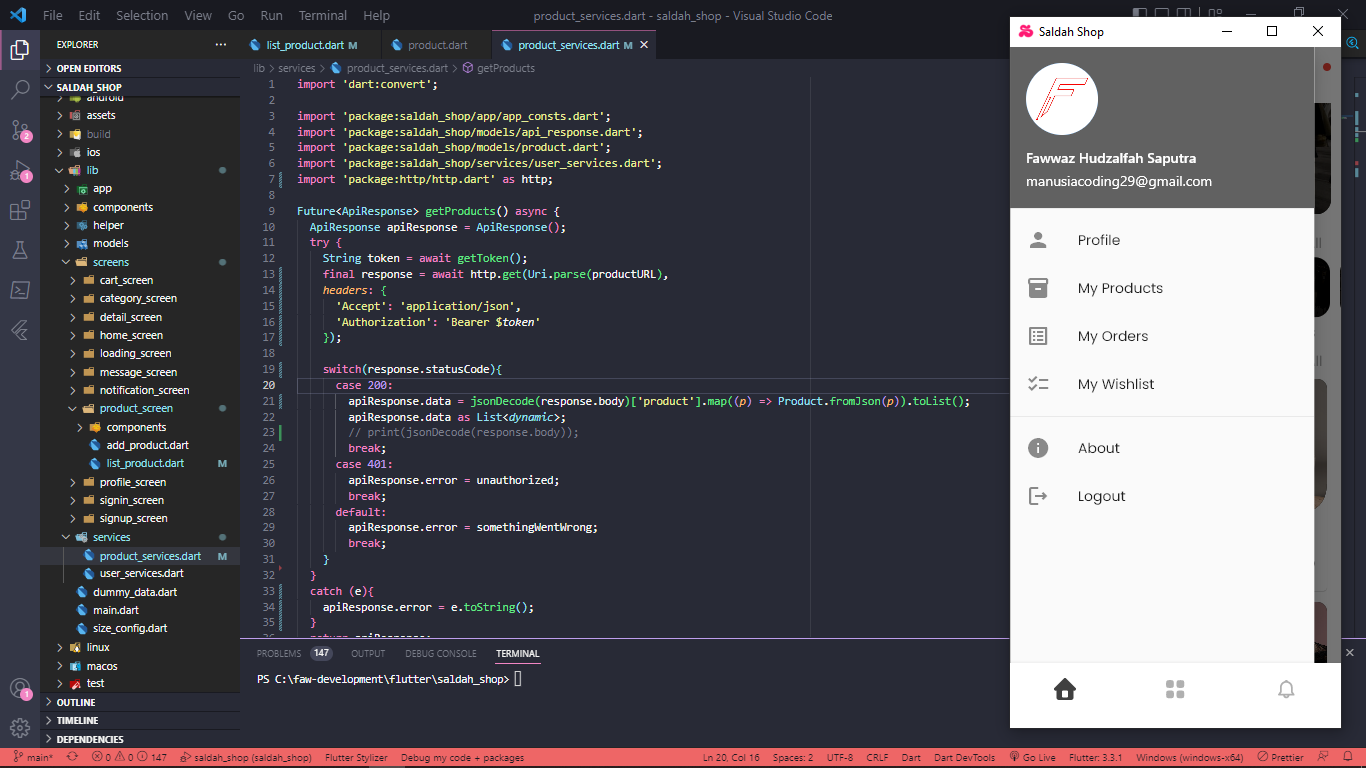 File Edit Selection View Go Run Terminal Help
product_services.dart - saldah_shop - Visual Studio Code
EXPLORER
OPEN EDITORS
SALDAH_SHOP
android
assets
build
ios
lib
app
components
helper
models
screens
cart_screen
category_screen
detail_screen
home_screen
loading_screen
message_screen
notification_screen
product_screen
components
add_product.dart
list_product.dart M
profile_screen
signin_screen
signup_screen
services
product_services.dart M
user_services.dart
dummy_data.dart
main.dart
size_config.dart
linux
macos
test
OUTLINE
TIMELINE
DEPENDENCIES
2
1
1
list_product.dart M product.dart product_services.dart M
lib > services > product_services.dart > getProducts
1 import 'dart:convert';
2
3 import 'package:saldah_shop/app/app_consts.dart';
4 import 'package:saldah_shop/models/api_response.dart';
5 import 'package:saldah_shop/models/product.dart';
6 import 'package:saldah_shop/services/user_services.dart';
7 import 'package:http/http.dart' as http;
8
9 Future<ApiResponse> getProducts() async {
10 ApiResponse apiResponse = ApiResponse();
11 try {
12 String token = await getToken();
13 final response = await http.get(Uri.parse(productURL),
14 headers: {
15 'Accept': 'application/json',
16 'Authorization': 'Bearer $token'
17 });
18
19 switch(response.statusCode){
20 case 200:
21 apiResponse.data = jsonDecode(response.body)['product'].map((p) => Product.fromJson(p)).toList();
22 apiResponse.data as List<dynamic>;
23 // print(jsonDecode(response.body));
24 break;
25 case 401:
26 apiResponse.error = unauthorized;
27 break;
28 default:
29 apiResponse.error = somethingWentWrong;
30 break;
31 }
32 }
33 catch (e){
34 apiResponse.error = e.toString();
35 }
36 return apiResponse;
PROBLEMS 147 OUTPUT DEBUG CONSOLE TERMINAL
PS C:\faw-development\flutter\saldah_shop>
Saldah Shop
F
Fawwaz Hudzalfah Saputra
manusiacoding29@gmail.com
Profile
My Products
My Orders
My Wishlist
About
Logout
main* 0 0 147 saldah_shop (saldah_shop) Flutter Stylizer Debug my code + packages Ln 20, Col 16 Spaces: 2 UTF-8 CRLF Dart Dart DevTools Go Live Flutter: 3.3.1 Windows (windows-x64) Prettier